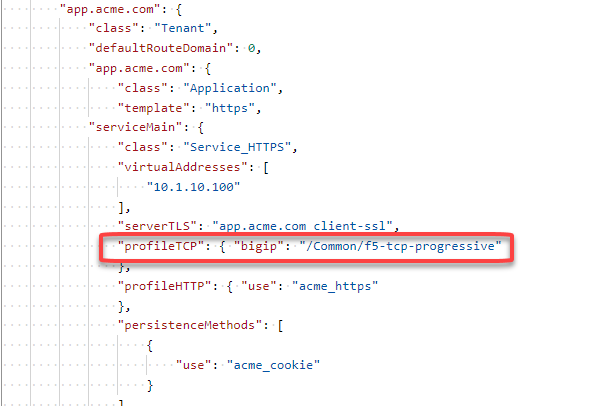 "app.acme.com": {
"class": "Tenant",
"defaultRouteDomain": 0,
"app.acme.com": {
"class": "Application",
"template": "https",
"serviceMain": {
"class": "Service_HTTPS",
"virtualAddresses": [
"10.1.10.100"
],
"serverTLS": "app.acme.com_client-ssl",
"profileTCP": { "bigip": "/Common/f5-tcp-progressive"
},
"profileHTTP": { "use": "acme_https"
},
"persistenceMethods": [
{
"use": "acme_cookie"
}
]